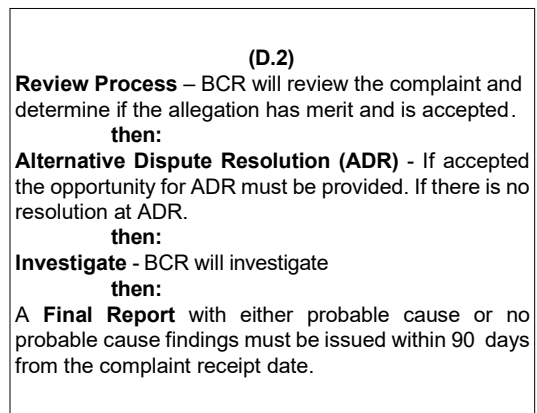 (D.2)
Review Process – BCR will review the complaint and
determine if the allegation has merit and is accepted.
then:
Alternative Dispute Resolution (ADR) - If accepted
the opportunity for ADR must be provided. If there is no
resolution at ADR.
then:
Investigate - BCR will investigate
then:
A Final Report with either probable cause or no
probable cause findings must be issued within 90 days
from the complaint receipt date.